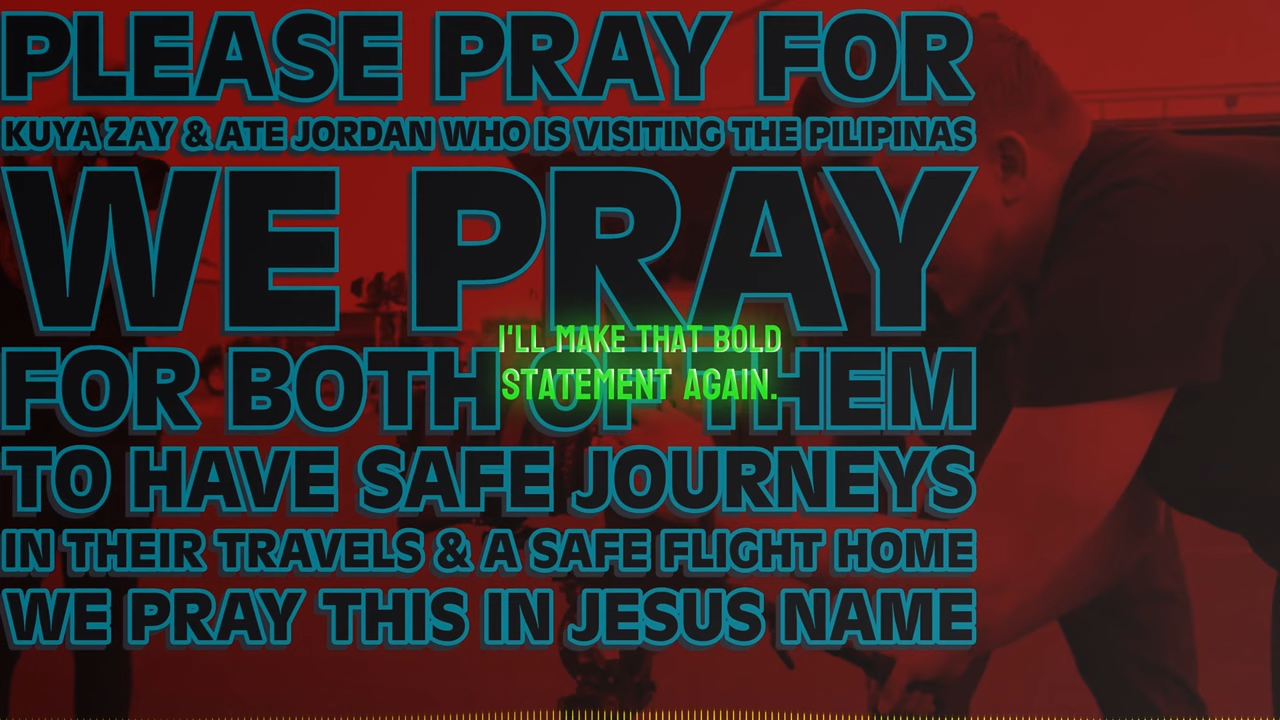 PLEASE PRAY FOR
KUYA ZAY & ATE JORDAN WHO IS VISITING THE PILIPINAS
WE PRAY
I'LL MAKE THAT BOLD
STATEMENT AGAIN.
FOR BOTH OF THEM
TO HAVE SAFE JOURNEYS
IN THEIR TRAVELS & A SAFE FLIGHT HOME
WE PRAY THIS IN JESUS NAME